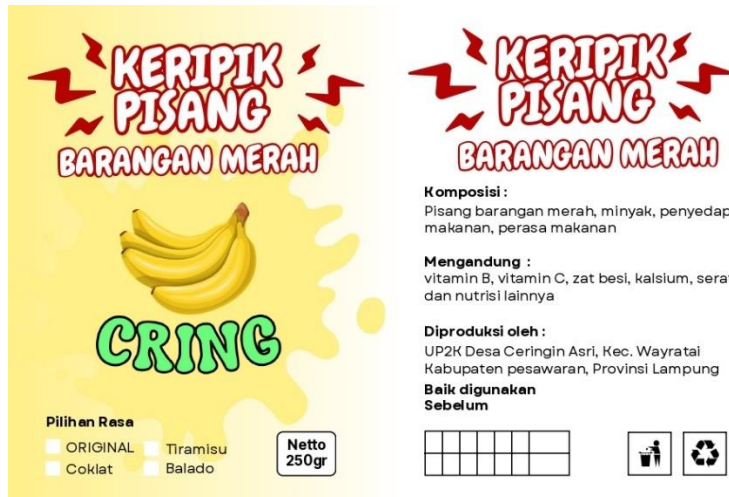 KERIPIK
PISANG
BARANGAN MERAH
CRING
Pilihan Rasa
ORIGINAL
Tiramisu
Coklat
Balado
Netto
250gr
KERIPIK
PISANG
BARANGAN MERAH
Komposisi :
Pisang barangan merah, minyak, penyedap
makanan, perasa makanan
Mengandung :
vitamin B, vitamin C, zat besi, kalsium, serat
dan nutrisi lainnya
Diproduksi oleh :
UP2K Desa Ceringin Asri, Kec. Wayratai
Kabupaten pesawaran, Provinsi Lampung
Baik digunakan
Sebelum